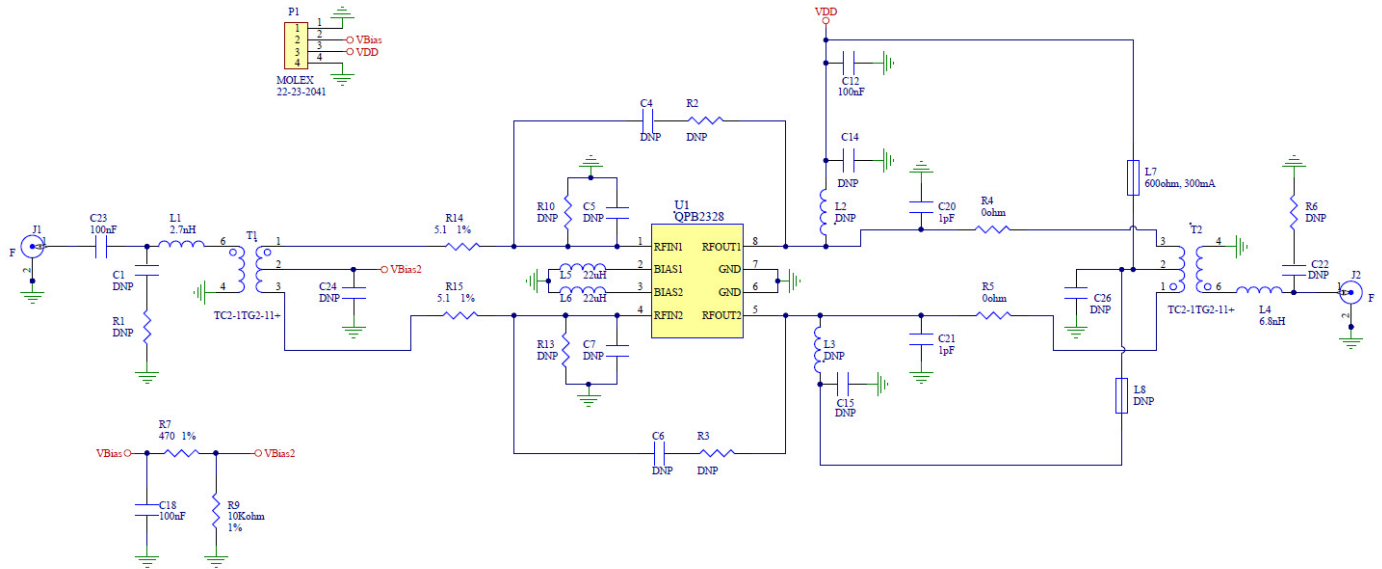 P1
1 1
2 2 VBias
3 3 VDD
4 4
MOLEX
22-23-2041
VDD
C12
100nF
C4
DNP
R2
DNP
C14
DNP
L7
600ohm, 300mA
R10
DNP
C5
DNP
U1
QPB2328
L2
DNP
C20
1pF
R4
0ohm
R6
DNP
J1
F
1
2
C23
100nF
L1
2.7nH
C1
DNP
R1
DNP
T1
6
4
1
2
3
TC2-1TG2-11+
VBias2
C24
DNP
R14
5.1 1%
R15
5.1 1%
L5 22uH
L6 22uH
1 RFIN1 RFOUT1 8
2 BIAS1 GND 7
3 BIAS2 GND 6
4 RFIN2 RFOUT2 5
R13
DNP
C7
DNP
L3
DNP
C15
DNP
C21
1pF
R5
0ohm
C26
DNP
T2
3
2
1
4
6
TC2-1TG2-11+
L4
6.8nH
C22
DNP
J2
F
1
2
L8
DNP
C6
DNP
R3
DNP
R7
470 1%
VBias
VBias2
C18
100nF
R9
10Kohm
1%